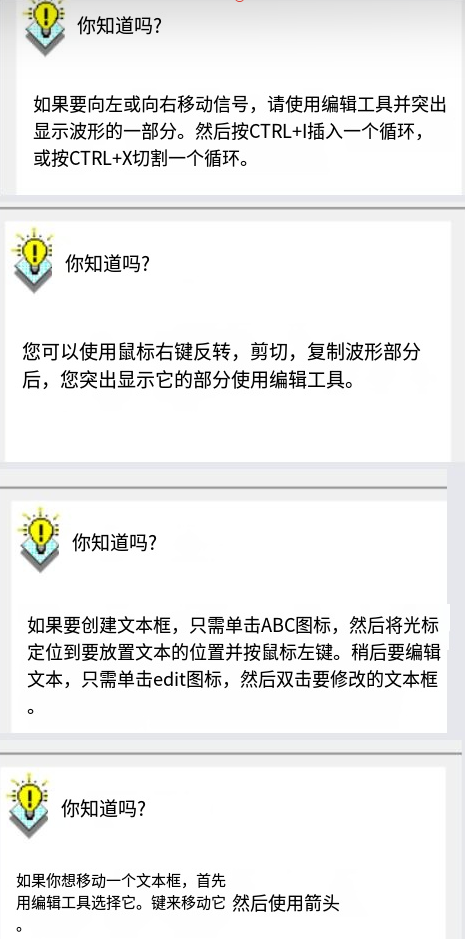 你知道吗?
如果要向左或向右移动信号，请使用编辑工具并突出
显示波形的一部分。然后按CTRL+I插入一个循环，
或按CTRL+X切割一个循环。
你知道吗?
您可以使用鼠标右键反转，剪切，复制波形部分
后，您突出显示它的部分使用编辑工具。
你知道吗?
如果要创建文本框，只需单击ABC图标，然后将光标
定位到要放置文本的位置并按鼠标左键。稍后要编辑
文本，只需单击edit图标，然后双击要修改的文本框
。
你知道吗?
如果你想移动一个文本框，首先
用编辑工具选择它。键来移动它 然后使用箭头
。